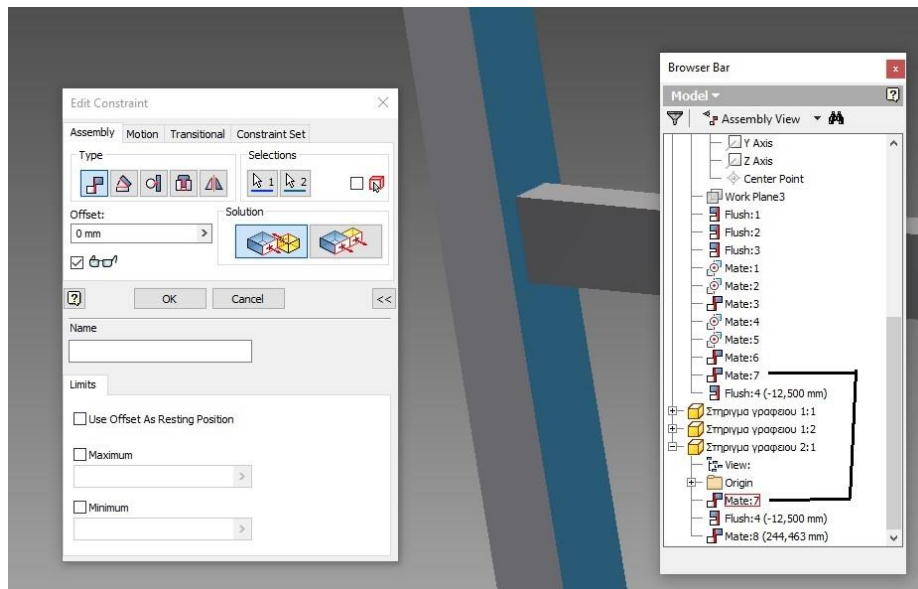 Edit Constraint
Assembly Motion Transitional Constraint Set
Type
Selections
1 2
Offset:
Solution
0 mm
OK Cancel <<
Name
Limits
Use Offset As Resting Position
Maximum
Minimum
Browser Bar
Model
Assembly View
Y Axis
Z Axis
Center Point
Work Plane3
Flush:1
Flush:2
Flush:3
Mate:1
Mate:2
Mate:3
Mate:4
Mate:5
Mate:6
Mate:7
Flush:4 (-12,500 mm)
Στηριγμα γραφειου 1:1
Στηριγμα γραφειου 1:2
Στηριγμα γραφειου 2:1
View:
Origin
Mate:7
Flush:4 (-12,500 mm)
Mate:8 (244,463 mm)